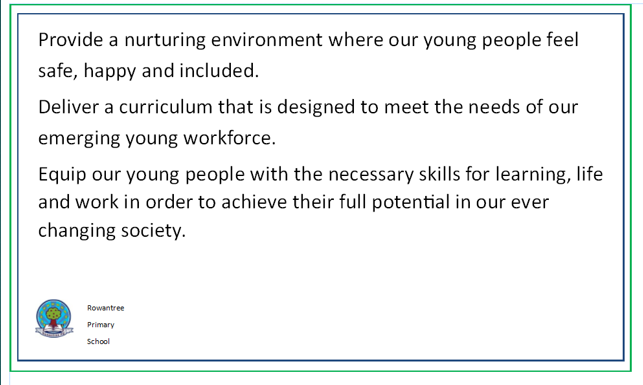 Provide a nurturing environment where our young people feel
safe, happy and included.
Deliver a curriculum that is designed to meet the needs of our
emerging young workforce.
Equip our young people with the necessary skills for learning, life
and work in order to achieve their full potential in our ever
changing society.
Rowantree
Primary
School